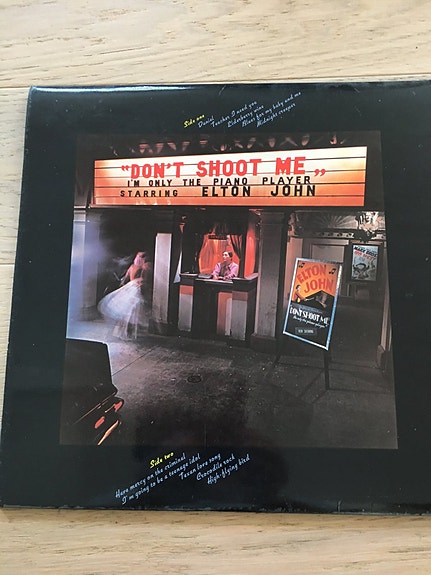 Side one
Daniel
Teacher I need you
Elderberry wine
Blues for my baby and me
Midnight creeper
"DON'T SHOOT ME"
I'M ONLY THE PIANO PLAYER
STARRING ELTON JOHN
ELTON
JOHN
DON'T SHOOT ME
Side two
Have mercy on the criminal
I'm going to be a teenage idol
Texan love song
Crocodile rock
High-flying bird